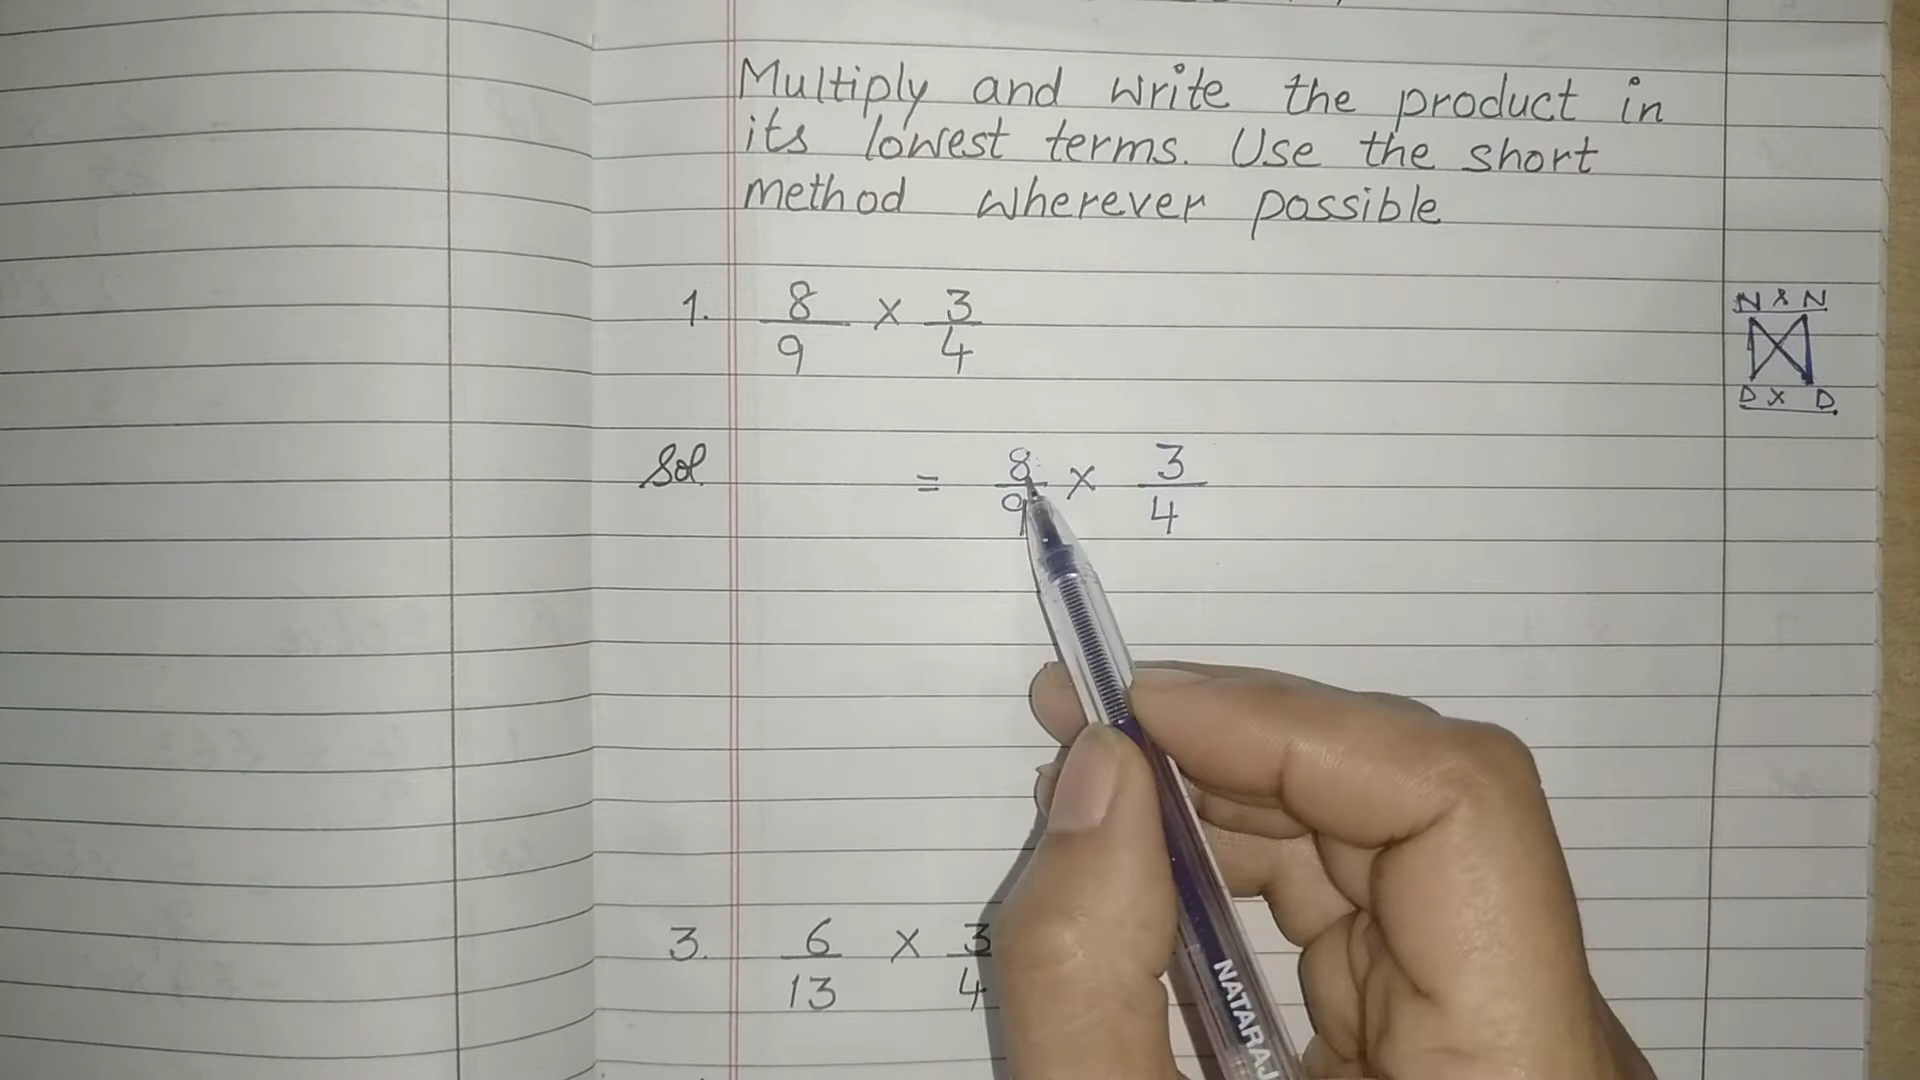 Multiply and write the product in
its lowest terms. Use the short
method wherever possible
1. 8/9 × 3/4
N × N
D × D
Sol = 8/9 × 3/4
3. 6/13 × 3/4
NATARAJ